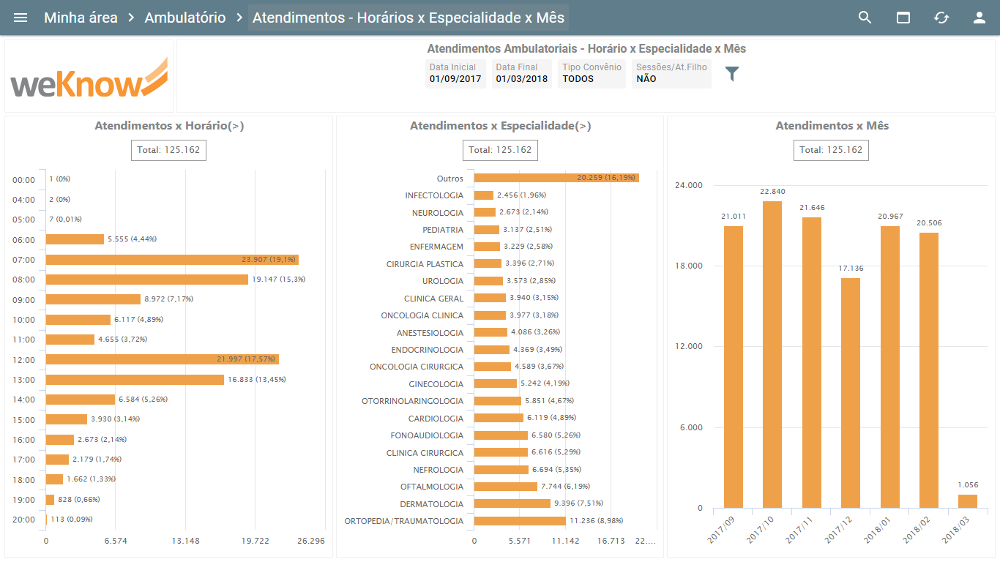 Minha área > Ambulatório > Atendimentos - Horários x Especialidade x Mês
weKnow
Atendimentos Ambulatoriais - Horário x Especialidade x Mês
Data Inicial
01/09/2017
Data Final
01/03/2018
Tipo Convênio
TODOS
Sessões/At.Filho
NÃO
Atendimentos x Horário(>)
Total: 125.162
00:00 1 (0%)
04:00 2 (0%)
05:00 7 (0,01%)
06:00 5.555 (4,44%)
07:00 23.907 (19,1%)
08:00 19.147 (15,3%)
09:00 8.972 (7,17%)
10:00 6.117 (4,89%)
11:00 4.655 (3,72%)
12:00 21.997 (17,57%)
13:00 16.833 (13,45%)
14:00 6.584 (5,26%)
15:00 3.930 (3,14%)
16:00 2.673 (2,14%)
17:00 2.179 (1,74%)
18:00 1.662 (1,33%)
19:00 828 (0,66%)
20:00 113 (0,09%)
0 6.574 13.148 19.722 26.296
Atendimentos x Especialidade(>)
Total: 125.162
Outros 20.259 (16,19%)
INFECTOLOGIA 2.456 (1,96%)
NEUROLOGIA 2.673 (2,14%)
PEDIATRIA 3.137 (2,51%)
ENFERMAGEM 3.229 (2,58%)
CIRURGIA PLASTICA 3.396 (2,71%)
UROLOGIA 3.573 (2,85%)
CLINICA GERAL 3.940 (3,15%)
ONCOLOGIA CLINICA 3.977 (3,18%)
ANESTESIOLOGIA 4.086 (3,26%)
ENDOCRINOLOGIA 4.369 (3,49%)
ONCOLOGIA CIRURGICA 4.589 (3,67%)
GINECOLOGIA 5.242 (4,19%)
OTORRINOLARINGOLOGIA 5.851 (4,67%)
CARDIOLOGIA 6.119 (4,89%)
FONOAUDIOLOGIA 6.580 (5,26%)
CLINICA CIRURGICA 6.616 (5,29%)
NEFROLOGIA 6.694 (5,35%)
OFTALMOLOGIA 7.744 (6,19%)
DERMATOLOGIA 9.396 (7,51%)
ORTOPEDIA/TRAUMATOLOGIA 11.236 (8,98%)
0 5.571 11.142 16.713 22....
Atendimentos x Mês
Total: 125.162
24.000
18.000
12.000
6.000
0
21.011
22.840
21.646
17.136
20.967
20.506
1.056
2017/09 2017/10 2017/11 2017/12 2018/01 2018/02 2018/03